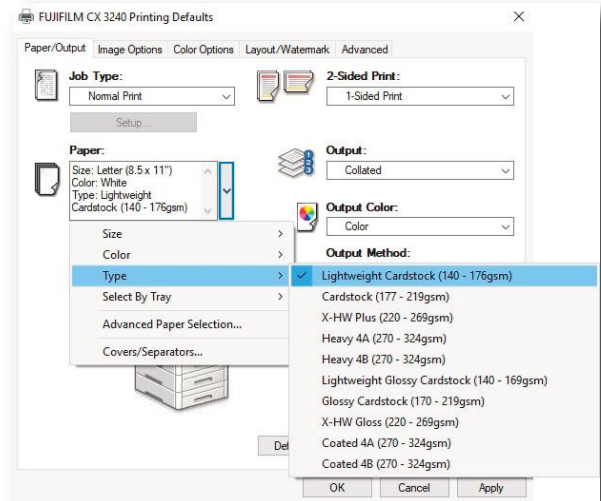 FUJIFILM CX 3240 Printing Defaults
Paper/Output Image Options Color Options Layout/Watermark Advanced
Job Type:
Normal Print
Setup...
2-Sided Print:
1-Sided Print
Paper:
Size: Letter (8.5 x 11")
Color: White
Type: Lightweight
Cardstock (140 - 176gsm)
1
2
3
Output:
Collated
Output Color:
Color
Output Method:
Size
Color
Type
Select By Tray
Advanced Paper Selection...
Covers/Separators...
Lightweight Cardstock (140 - 176gsm)
Cardstock (177 - 219gsm)
X-HW Plus (220 - 269gsm)
Heavy 4A (270 - 324gsm)
Heavy 4B (270 - 324gsm)
Lightweight Glossy Cardstock (140 - 169gsm)
Glossy Cardstock (170 - 219gsm)
X-HW Gloss (220 - 269gsm)
Coated 4A (270 - 324gsm)
Coated 4B (270 - 324gsm)
OK Cancel Apply